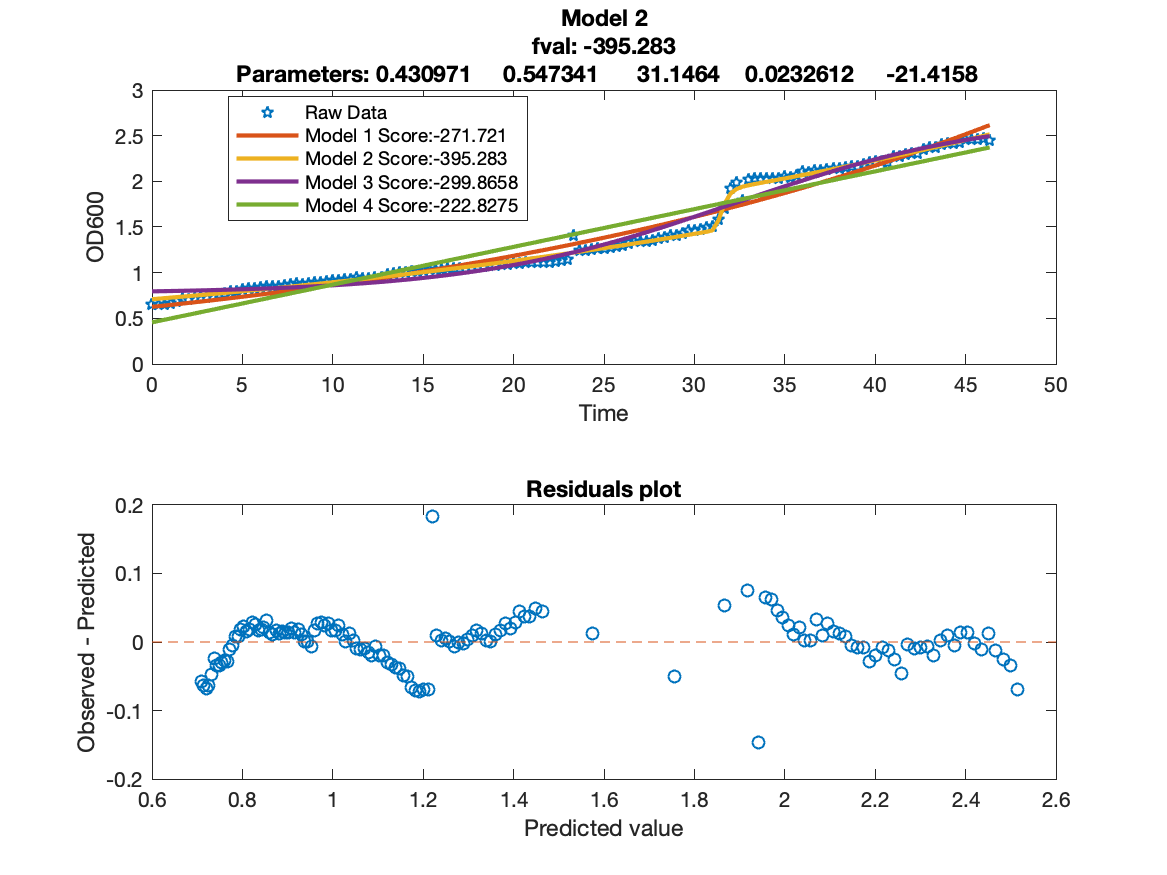 Model 2
fval: -395.283
Parameters: 0.430971 0.547341 31.1464 0.0232612 -21.4158
3
2.5
2
1.5
1
0.5
0
OD600
Raw Data
Model 1 Score:-271.721
Model 2 Score:-395.283
Model 3 Score:-299.8658
Model 4 Score:-222.8275
0 5 10 15 20 25 30 35 40 45 50
Time
Residuals plot
0.2
0.1
0
-0.1
-0.2
Observed - Predicted
0.6 0.8 1 1.2 1.4 1.6 1.8 2 2.2 2.4 2.6
Predicted value